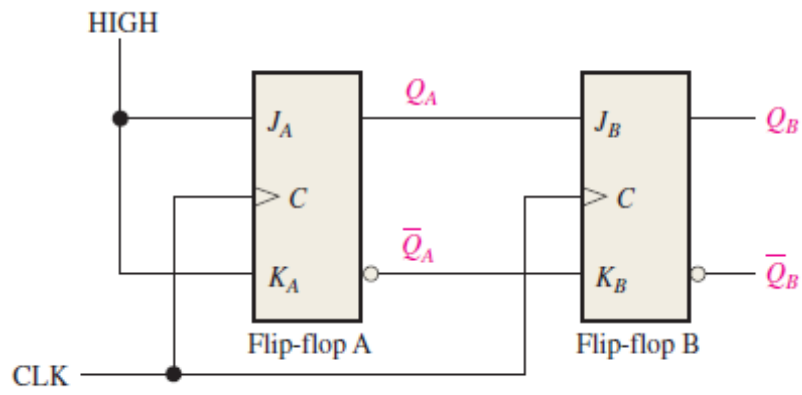 HIGH
Q_A
J_A
J_B
Q_B
C
C
Q̅_A
K_A
K_B
Q̅_B
Flip-flop A
Flip-flop B
CLK